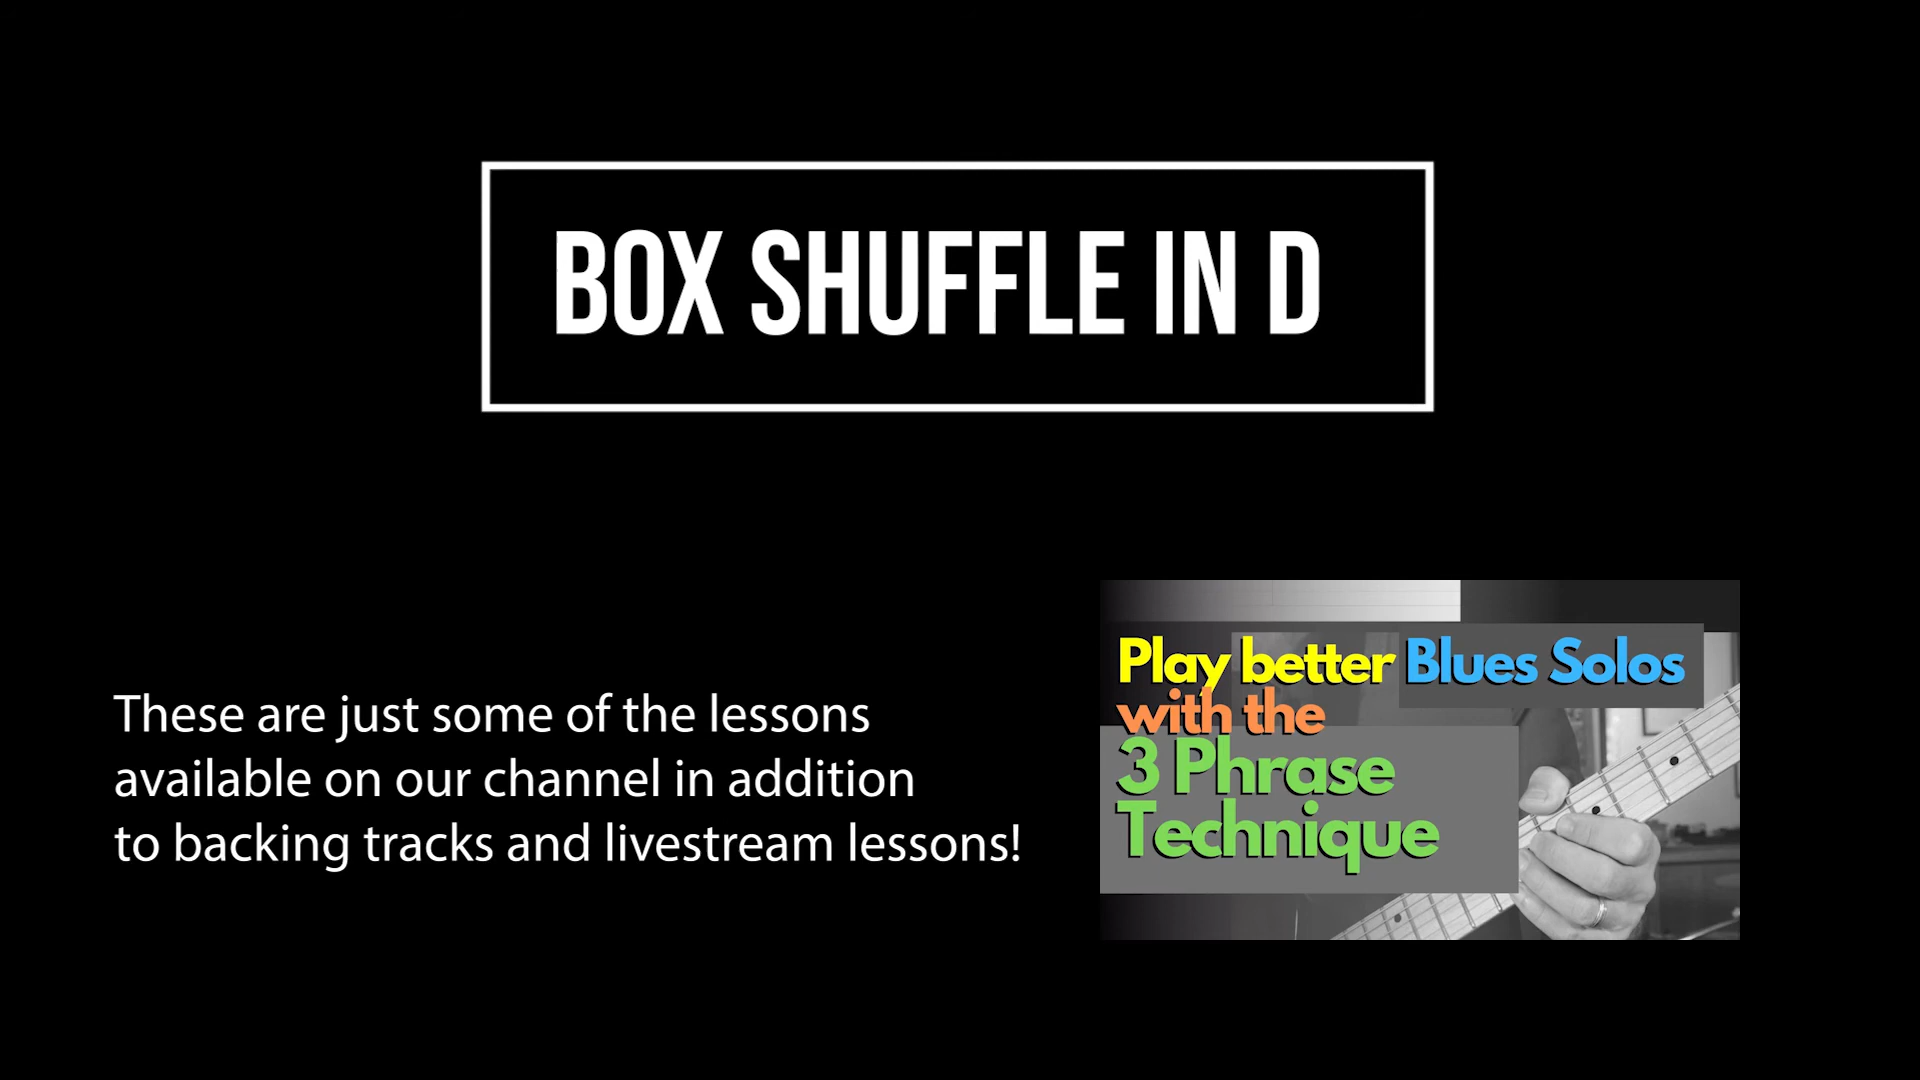 BOX SHUFFLE IN D
These are just some of the lessons
available on our channel in addition
to backing tracks and livestream lessons!
Play better Blues Solos
with the
3 Phrase
Technique